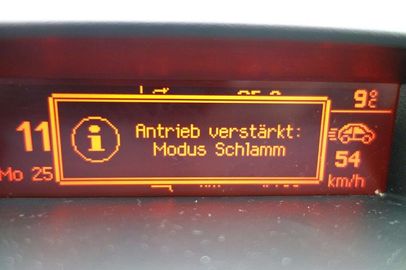 9°C
11
Antrieb verstärkt:
Modus Schlamm
54
Mo 25
km/h